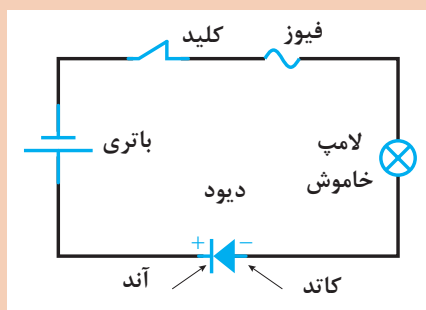 فیوز
کلید
باتری
لامپ
خاموش
دیود
+ −
آند
کاتد